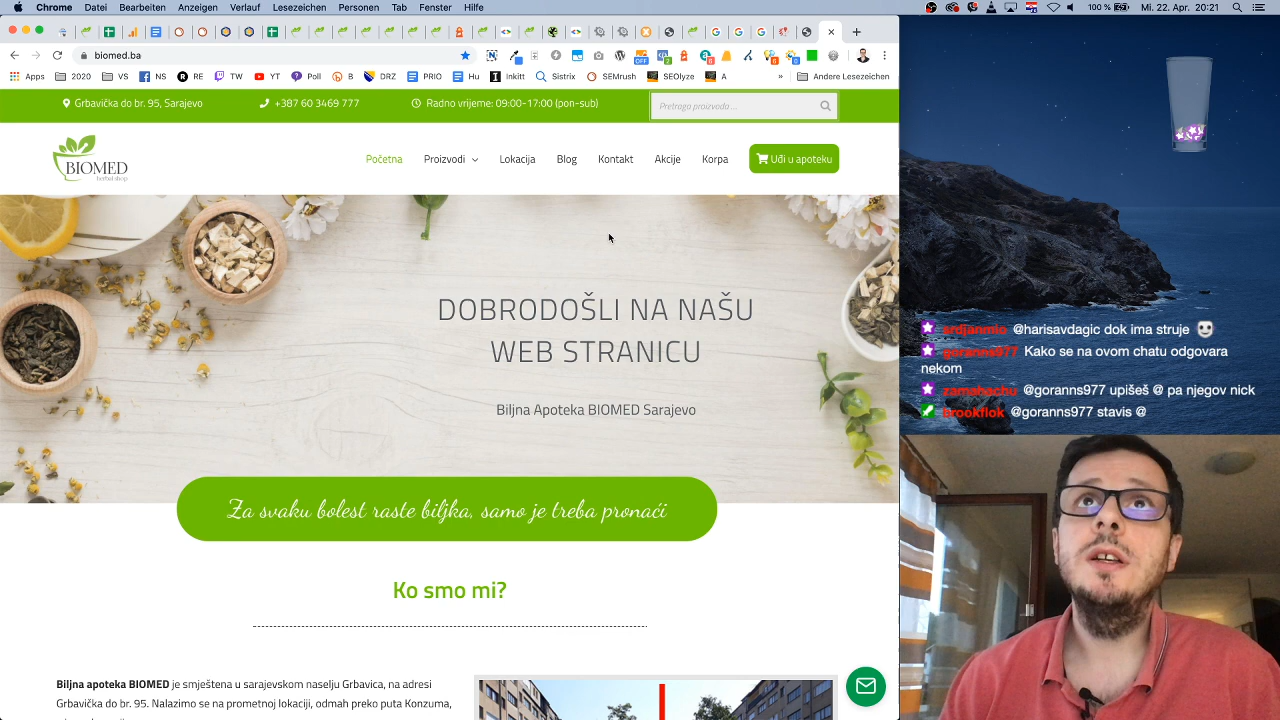 Chrome Datei Bearbeiten Anzeigen Verlauf Lesezeichen Personen Tab Fenster Hilfe
100 % Mi. 22. Apr. 20:21
biomed.ba
Apps 2020 VS NS RE TW YT Poll B DRZ PRIO Hu inkitt Sistrix SEMrush SEOlyze A » Andere Lesezeichen
Grbavička do br. 95, Sarajevo +387 60 3469 777 Radno vrijeme: 09:00-17:00 (pon-sub) Pretraga proizvoda ...
BIOMED
herbal shop
Početna Proizvodi Lokacija Blog Kontakt Akcije Korpa Uđi u apoteku
DOBRODOŠLI NA NAŠU
WEB STRANICU
Biljna Apoteka BIOMED Sarajevo
Za svaku bolest raste biljka, samo je treba pronaći
Ko smo mi?
Biljna apoteka BIOMED je smještena u sarajevskom naselju Grbavica, na adresi
Grbavička do br. 95. Nalazimo se na prometnoj lokaciji, odmah preko puta Konzuma,
srdjanmio @harisavdagic dok ima struje
goranns977 Kako se na ovom chatu odgovara
nekom
zamahachu @goranns977 upišeš @ pa njegov nick
brookflok @goranns977 stavis @